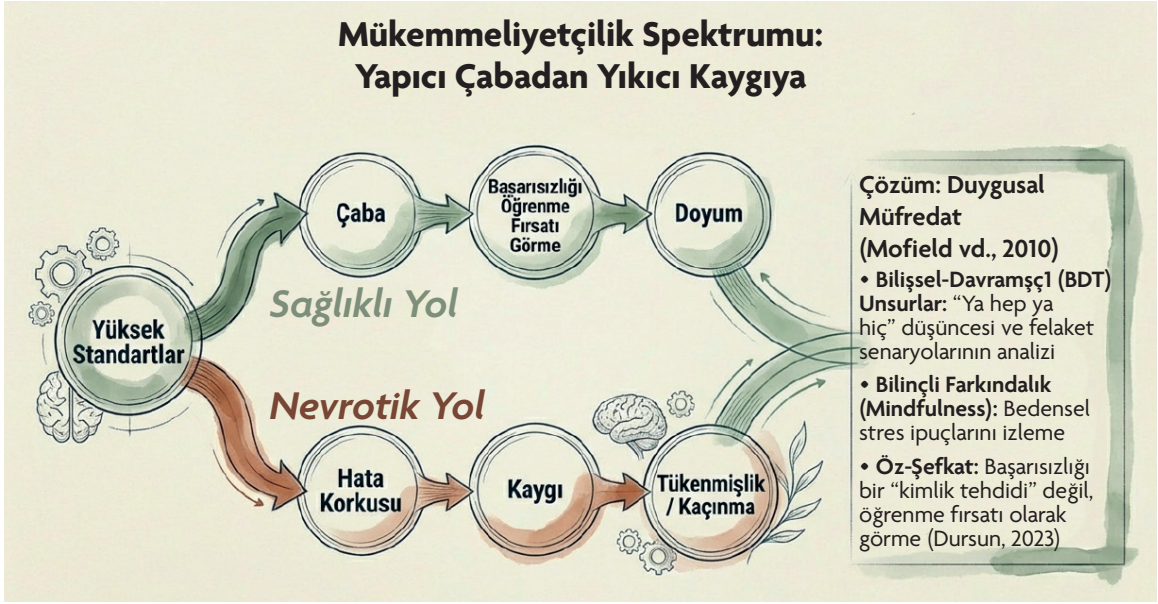 Mükemmeliyetçilik Spektrumu:
Yapıcı Çabadan Yıkıcı Kaygıya
Yüksek
Standartlar
Sağlıklı Yol
Çaba
Başarısızlığı
Öğrenme
Fırsatı
Görme
Doyum
Nevrotik Yol
Hata
Korkusu
Kaygı
Tükenmişlik
/ Kaçınma
Çözüm: Duygusal
Müfredat
(Mofield vd., 2010)
• Bilişsel-Davramşç1 (BDT)
Unsurlar: “Ya hep ya
hiç” düşüncesi ve felaket
senaryolarının analizi
• Bilinçli Farkındalık
(Mindfulness): Bedensel
stres ipuçlarını izleme
• Öz-Şefkat: Başarısızlığı
bir “kimlik tehdidi” değil,
öğrenme fırsatı olarak
görme (Dursun, 2023)